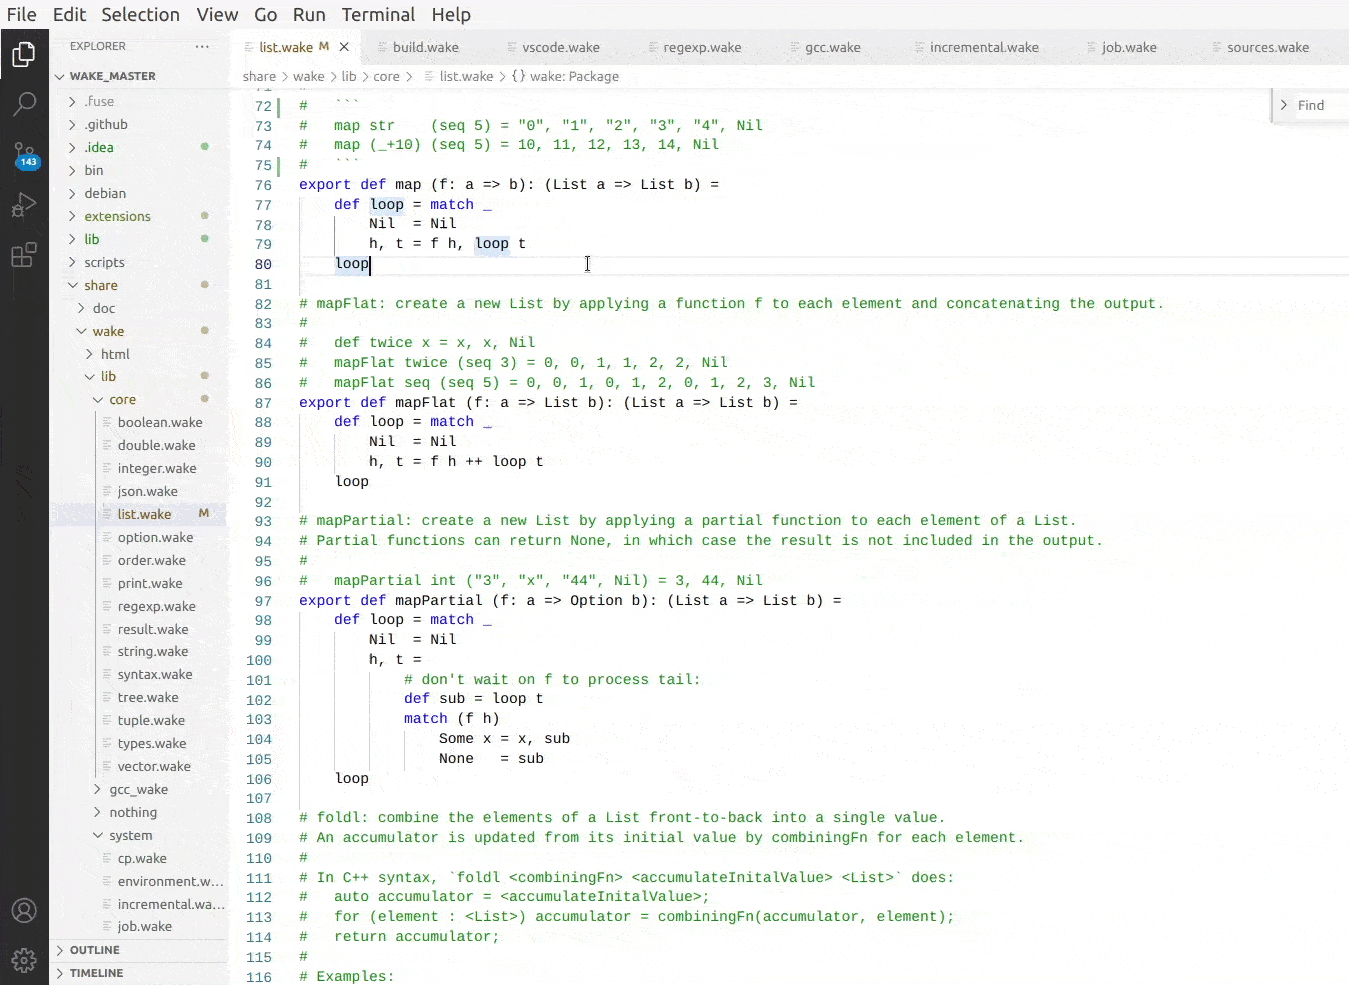 File Edit Selection View Go Run Terminal Help
EXPLORER ···
list.wake M
build.wake
vscode.wake
regexp.wake
gcc.wake
incremental.wake
job.wake
sources.wake
share > wake > lib > core > list.wake > {} wake: Package
Find
143
WAKE_MASTER
.fuse
.github
.idea
bin
debian
extensions
lib
scripts
share
doc
wake
html
lib
core
boolean.wake
double.wake
integer.wake
json.wake
list.wake M
option.wake
order.wake
print.wake
regexp.wake
result.wake
string.wake
syntax.wake
tree.wake
tuple.wake
types.wake
vector.wake
gcc_wake
nothing
system
cp.wake
environment.w...
incremental.wa...
job.wake
OUTLINE
TIMELINE
72 #   ```
73 #   map str    (seq 5) = "0", "1", "2", "3", "4", Nil
74 #   map (_+10) (seq 5) = 10, 11, 12, 13, 14, Nil
75 #   ```
76 export def map (f: a => b): (List a => List b) =
77     def loop = match _
78         Nil  = Nil
79         h, t = f h, loop t
80     loop
81
82 # mapFlat: create a new List by applying a function f to each element and concatenating the output.
83 #
84 #   def twice x = x, x, Nil
85 #   mapFlat twice (seq 3) = 0, 0, 1, 1, 2, 2, Nil
86 #   mapFlat seq (seq 5) = 0, 0, 1, 0, 1, 2, 0, 1, 2, 3, Nil
87 export def mapFlat (f: a => List b): (List a => List b) =
88     def loop = match _
89         Nil  = Nil
90         h, t = f h ++ loop t
91     loop
92
93 # mapPartial: create a new List by applying a partial function to each element of a List.
94 # Partial functions can return None, in which case the result is not included in the output.
95 #
96 #   mapPartial int ("3", "x", "44", Nil) = 3, 44, Nil
97 export def mapPartial (f: a => Option b): (List a => List b) =
98     def loop = match _
99         Nil  = Nil
100         h, t =
101             # don't wait on f to process tail:
102             def sub = loop t
103             match (f h)
104                 Some x = x, sub
105                 None   = sub
106     loop
107
108 # foldl: combine the elements of a List front-to-back into a single value.
109 # An accumulator is updated from its initial value by combiningFn for each element.
110 #
111 # In C++ syntax, `foldl <combiningFn> <accumulateInitalValue> <List>` does:
112 #   auto accumulator = <accumulateInitalValue>;
113 #   for (element : <List>) accumulator = combiningFn(accumulator, element);
114 #   return accumulator;
115 #
116 # Examples: